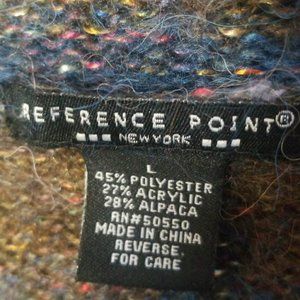 REFERENCE POINT®
NEW YORK
L
45% POLYESTER
27% ACRYLIC
28% ALPACA
RN#50550
MADE IN CHINA
REVERSE.
FOR CARE